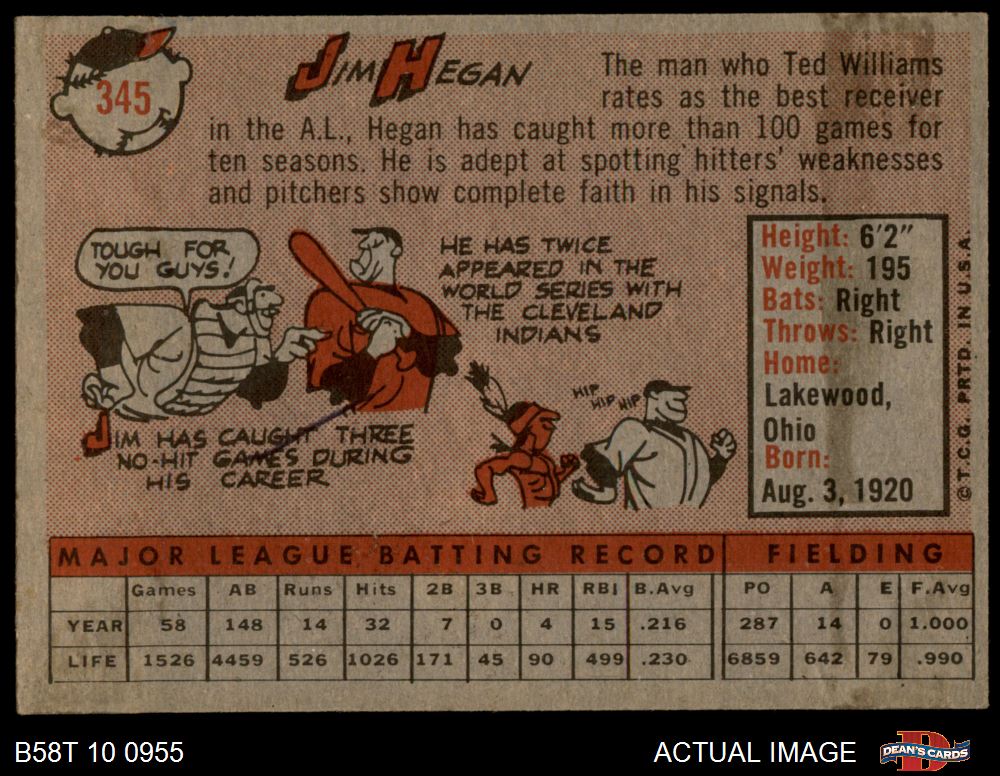 345
JIM HEGAN
The man who Ted Williams
rates as the best receiver
in the A.L., Hegan has caught more than 100 games for
ten seasons. He is adept at spotting hitters' weaknesses
and pitchers show complete faith in his signals.
TOUGH FOR
YOU GUYS!
JIM HAS CAUGHT THREE
NO-HIT GAMES DURING
HIS CAREER
HE HAS TWICE
APPEARED IN THE
WORLD SERIES WITH
THE CLEVELAND
INDIANS
HIP HIP HIP
Height: 6'2"
Weight: 195
Bats: Right
Throws: Right
Home:
Lakewood,
Ohio
Born:
Aug. 3, 1920
©T.C.G. PRTD. IN U.S.A.
MAJOR LEAGUE BATTING RECORD FIELDING
Games AB Runs Hits 2B 3B HR RBI B.Avg PO A E F.Avg
YEAR 58 148 14 32 7 0 4 15 .216 287 14 0 1.000
LIFE 1526 4459 526 1026 171 45 90 499 .230 6859 642 79 .990
B58T 10 0955
ACTUAL IMAGE
D
DEAN'S CARDS